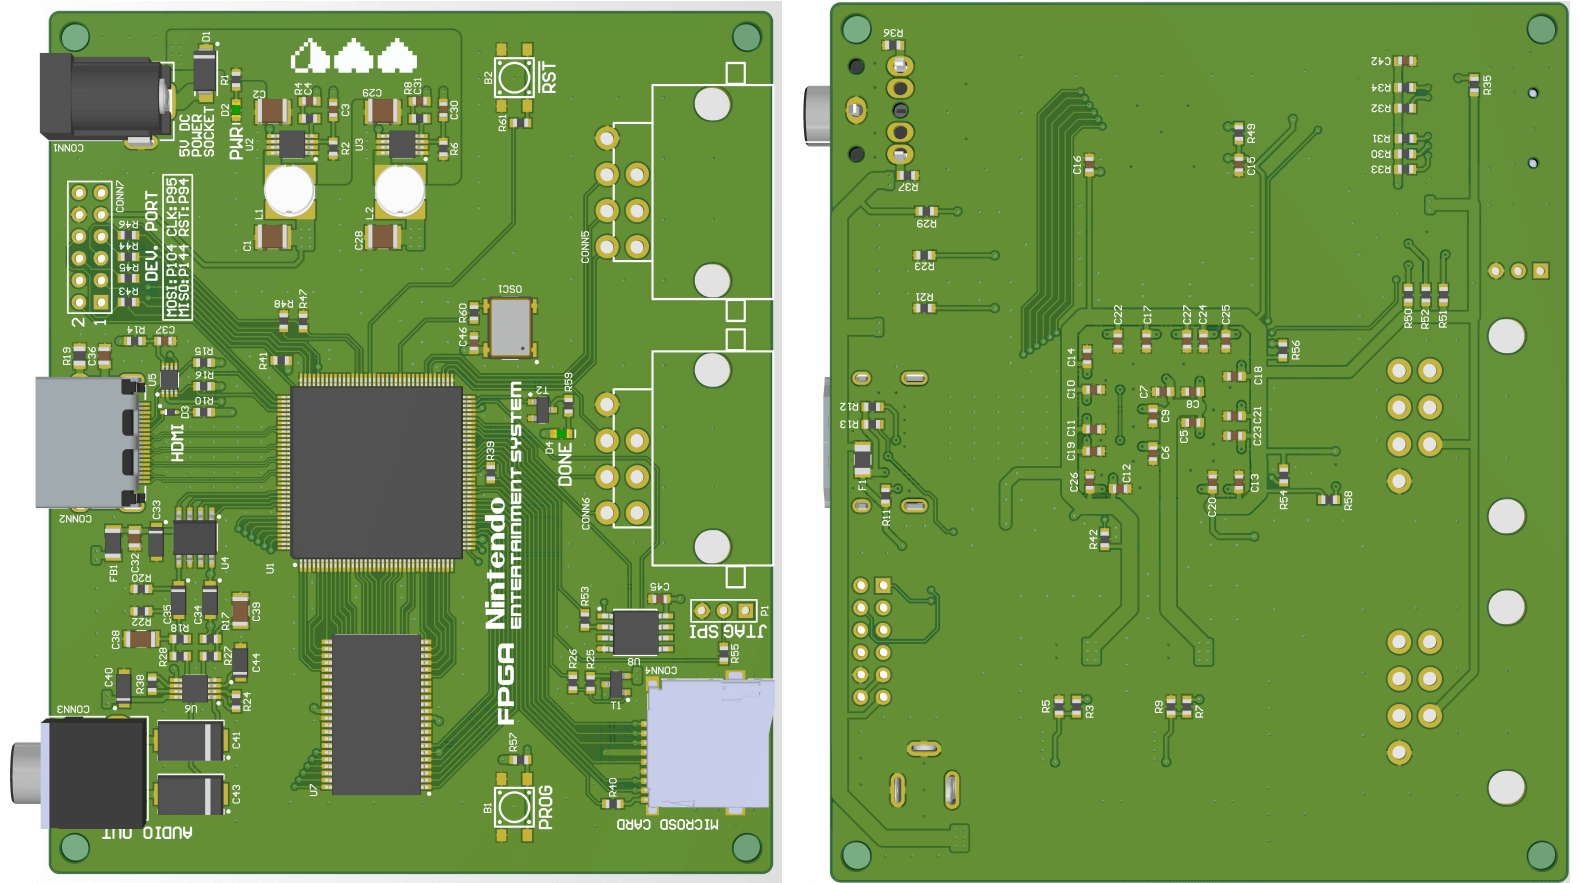 D1
R1
D2
PWR
5V DC
POWER
SOCKET
CONN1
C2
R4
C4
C3
C29
R8
C31
C30
U2
R2
U3
R6
L1
L2
C1
C28
B2
RST
R61
CONN7
R46
R44
R45
R43
DEV. PORT
MOSI:P104 CLK:P95
MISO:P144 RST:P94
2 1
CONN5
R48
R47
OSC1
R60
C46
R14
C37
R19
C36
R15
R16
R10
U5
D3
R41
HDMI
CONN2
T2
R59
D4
DONE
R39
CONN6
FPGA Nintendo
ENTERTAINMENT SYSTEM
C33
FB1
C32
U4
U1
R20
C35
C34
R17
C39
R22
C38
R18
R28
R27
C44
C40
R38
R24
U6
CONN3
C41
C43
AUDIO OUT
U7
R53
C45
P1
JTAG SPI
U8
R55
R26
R25
CONN4
T1
R57
B1
PROG
R40
MICROSD CARD
R36
R37
R29
R23
R21
C16
R49
C15
C42
R34
R32
R31
R30
R33
R35
R50
R52
R51
C22
C17
C27
C24
C25
C14
R56
C10
C7
C8
C18
R12
R13
C11
C9
C5
C21
C23
C19
C6
F1
C26
C12
C20
C13
R54
R58
R11
R42
R5
R3
R9
R7